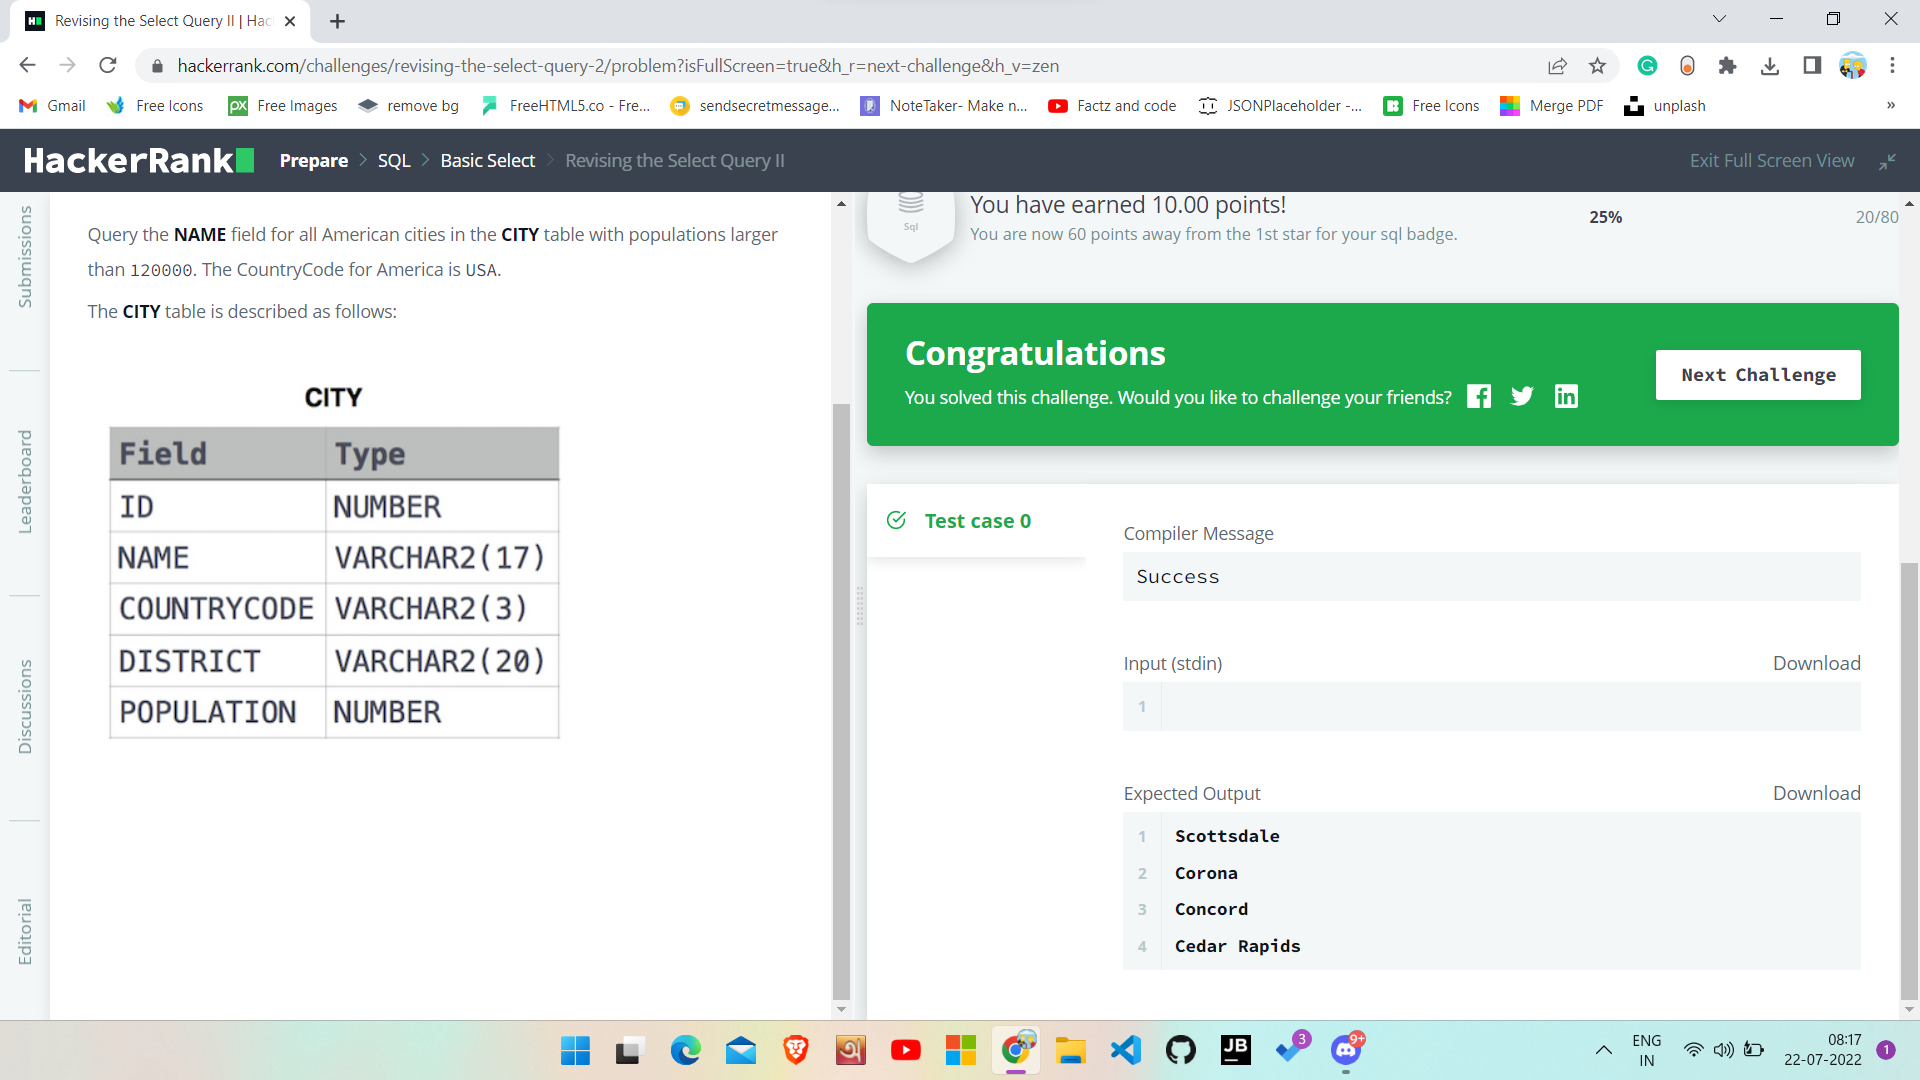 Revising the Select Query II | Hac
hackerrank.com/challenges/revising-the-select-query-2/problem?isFullScreen=true&h_r=next-challenge&h_v=zen
Gmail
Free Icons
px
Free Images
remove bg
FreeHTML5.co - Fre...
sendsecretmessage...
NoteTaker- Make n...
Factz and code
JSONPlaceholder -...
Free Icons
Merge PDF
unplash
»
HackerRank
Prepare > SQL > Basic Select > Revising the Select Query II
Exit Full Screen View
Submissions
Leaderboard
Discussions
Editorial
Query the NAME field for all American cities in the CITY table with populations larger
than 120000. The CountryCode for America is USA.
The CITY table is described as follows:
CITY
Field Type
ID NUMBER
NAME VARCHAR2(17)
COUNTRYCODE VARCHAR2(3)
DISTRICT VARCHAR2(20)
POPULATION NUMBER
Sql
You have earned 10.00 points!
You are now 60 points away from the 1st star for your sql badge.
25%
20/80
Congratulations
You solved this challenge. Would you like to challenge your friends?
Next Challenge
Test case 0
Compiler Message
Success
Input (stdin)
Download
1
Expected Output
Download
1 Scottsdale
2 Corona
3 Concord
4 Cedar Rapids
JB
3
9+
ENG
IN
08:17
22-07-2022
1